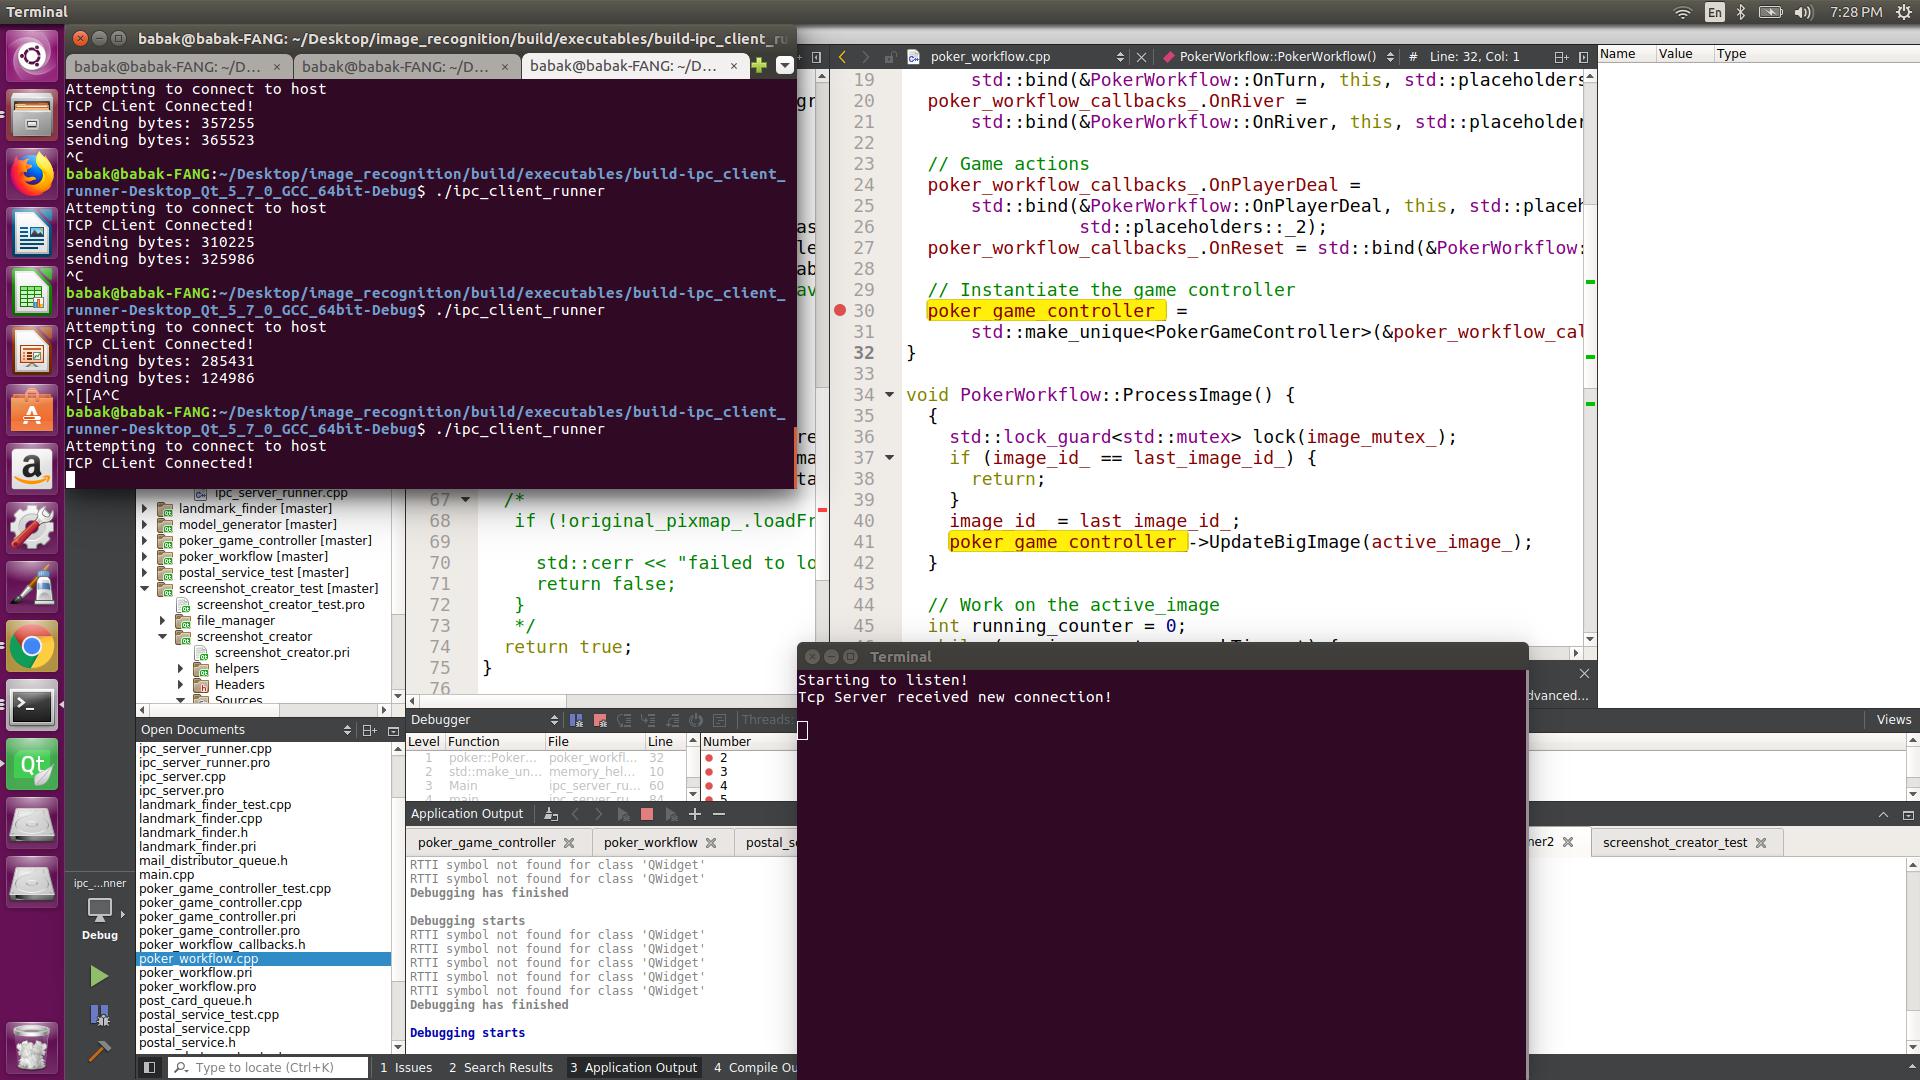 Terminal
En
7:28 PM
babak@babak-FANG: ~/Desktop/image_recognition/build/executables/build-ipc_client_ru
babak@babak-FANG: ~/D... ×
babak@babak-FANG: ~/D... ×
babak@babak-FANG: ~/D... ×
Attempting to connect to host
TCP CLient Connected!
sending bytes: 357255
sending bytes: 365523
^C
babak@babak-FANG:~/Desktop/image_recognition/build/executables/build-ipc_client_
runner-Desktop_Qt_5_7_0_GCC_64bit-Debug$ ./ipc_client_runner
Attempting to connect to host
TCP CLient Connected!
sending bytes: 310225
sending bytes: 325986
^C
babak@babak-FANG:~/Desktop/image_recognition/build/executables/build-ipc_client_
runner-Desktop_Qt_5_7_0_GCC_64bit-Debug$ ./ipc_client_runner
Attempting to connect to host
TCP CLient Connected!
sending bytes: 285431
sending bytes: 124986
^[[A^C
babak@babak-FANG:~/Desktop/image_recognition/build/executables/build-ipc_client_
runner-Desktop_Qt_5_7_0_GCC_64bit-Debug$ ./ipc_client_runner
Attempting to connect to host
TCP CLient Connected!
poker_workflow.cpp
PokerWorkflow::PokerWorkflow()
# Line: 32, Col: 1
Name Value Type
19 std::bind(&PokerWorkflow::OnTurn, this, std::placeholders
20 poker_workflow_callbacks_.OnRiver =
21 std::bind(&PokerWorkflow::OnRiver, this, std::placeholder
22
23 // Game actions
24 poker_workflow_callbacks_.OnPlayerDeal =
25 std::bind(&PokerWorkflow::OnPlayerDeal, this, std::placeh
26 std::placeholders::_2);
27 poker_workflow_callbacks_.OnReset = std::bind(&PokerWorkflow:
28
29 // Instantiate the game controller
30 poker_game_controller_ =
31 std::make_unique<PokerGameController>(&poker_workflow_cal
32 }
33
34 void PokerWorkflow::ProcessImage() {
35 {
36 std::lock_guard<std::mutex> lock(image_mutex_);
37 if (image_id_ == last_image_id_) {
38 return;
39 }
40 image_id_ = last_image_id_;
41 poker_game_controller_->UpdateBigImage(active_image_);
42 }
43
44 // Work on the active_image
45 int running_counter = 0;
ipc_server_runner.cpp
landmark_finder [master]
model_generator [master]
poker_game_controller [master]
poker_workflow [master]
postal_service_test [master]
screenshot_creator_test [master]
screenshot_creator_test.pro
file_manager
screenshot_creator
screenshot_creator.pri
helpers
Headers
Sources
67 /*
68 if (!original_pixmap_.loadFr
69
70 std::cerr << "failed to lo
71 return false;
72 }
73 */
74 return true;
75 }
76
Open Documents
ipc_server_runner.cpp
ipc_server_runner.pro
ipc_server.cpp
ipc_server.pro
landmark_finder_test.cpp
landmark_finder.cpp
landmark_finder.h
landmark_finder.pri
mail_distributor_queue.h
main.cpp
poker_game_controller_test.cpp
poker_game_controller.cpp
poker_game_controller.pri
poker_game_controller.pro
poker_workflow_callbacks.h
poker_workflow.cpp
poker_workflow.pri
poker_workflow.pro
post_card_queue.h
postal_service_test.cpp
postal_service.cpp
postal_service.h
ipc_...nner
Debug
Debugger
Threads:
Views
Level Function File Line
1 poker::Poker... poker_workfl... 32
2 std::make_un... memory_hel... 10
3 Main ipc_server_ru... 60
4 main ipc_server_ru... 84
Number
2
3
4
5
Application Output
poker_game_controller
poker_workflow
postal_s
ner2
screenshot_creator_test
RTTI symbol not found for class 'QWidget'
RTTI symbol not found for class 'QWidget'
Debugging has finished
Debugging starts
RTTI symbol not found for class 'QWidget'
RTTI symbol not found for class 'QWidget'
RTTI symbol not found for class 'QWidget'
RTTI symbol not found for class 'QWidget'
RTTI symbol not found for class 'QWidget'
Debugging has finished
Debugging starts
Terminal
Starting to listen!
Tcp Server received new connection!
dvanced...
Type to locate (Ctrl+K)
1 Issues
2 Search Results
3 Application Output
4 Compile Ou